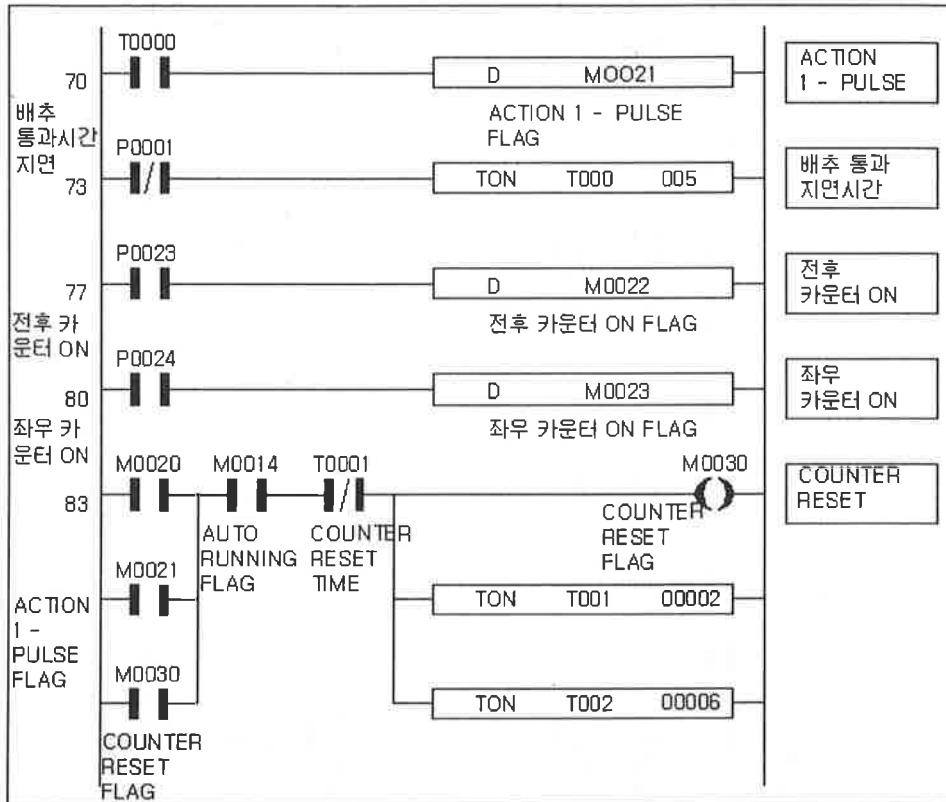 T0000
70
D M0021
ACTION
1 - PULSE
배추
통과시간
지연
ACTION 1 - PULSE
FLAG
P0001
73
TON T000 005
배추 통과
지연시간
P0023
77
D M0022
전후
카운터 ON
전후 카
운터 ON
전후 카운터 ON FLAG
P0024
80
D M0023
좌우
카운터 ON
좌우 카
운터 ON
좌우 카운터 ON FLAG
M0020 M0014 T0001 M0030
83
COUNTER
RESET
AUTO
RUNNING
FLAG
COUNTER
RESET
TIME
COUNTER
RESET
FLAG
M0021
TON T001 00002
ACTION
1 -
PULSE
FLAG
M0030
TON T002 00006
COUNTER
RESET
FLAG